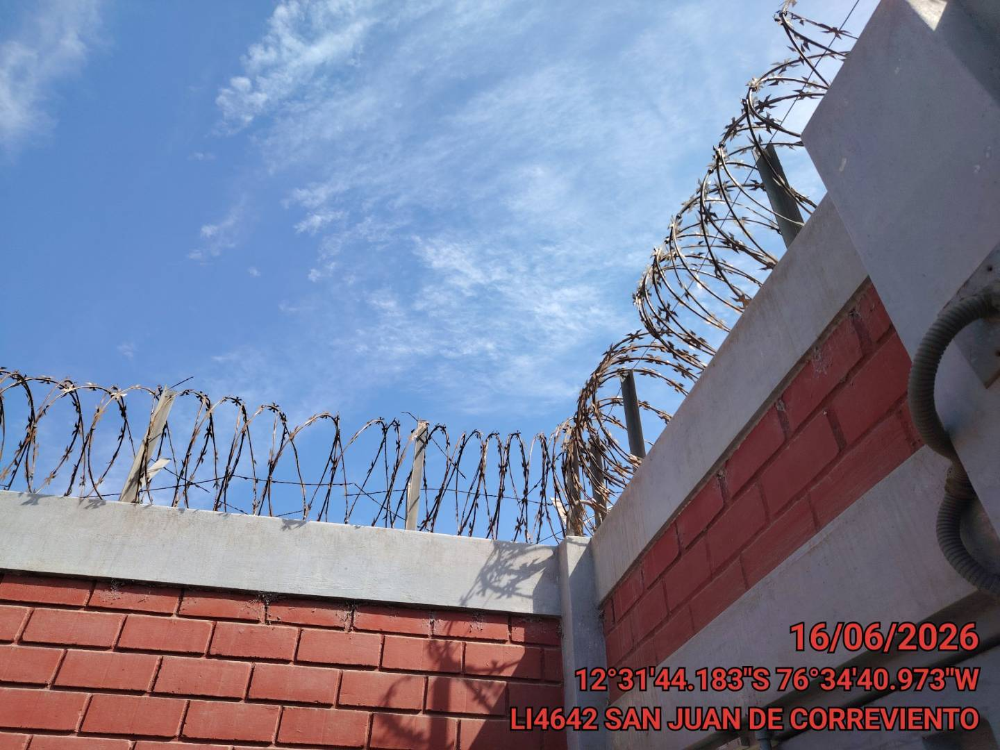 16/06/2026
12°31'44.183"S 76°34'40.973"W
LI4642 SAN JUAN DE CORREVIENTO